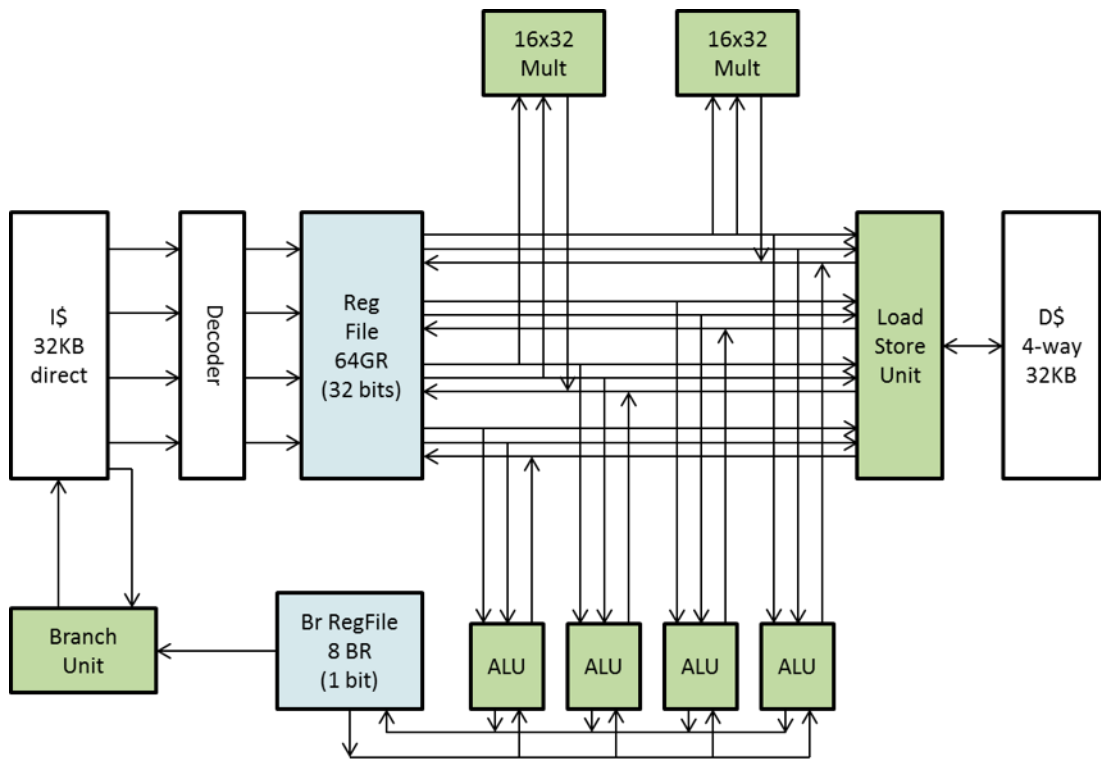 16x32
Mult
16x32
Mult
I$
32KB
direct
Decoder
Reg
File
64GR
(32 bits)
Load
Store
Unit
D$
4-way
32KB
Branch
Unit
Br RegFile
8 BR
(1 bit)
ALU
ALU
ALU
ALU